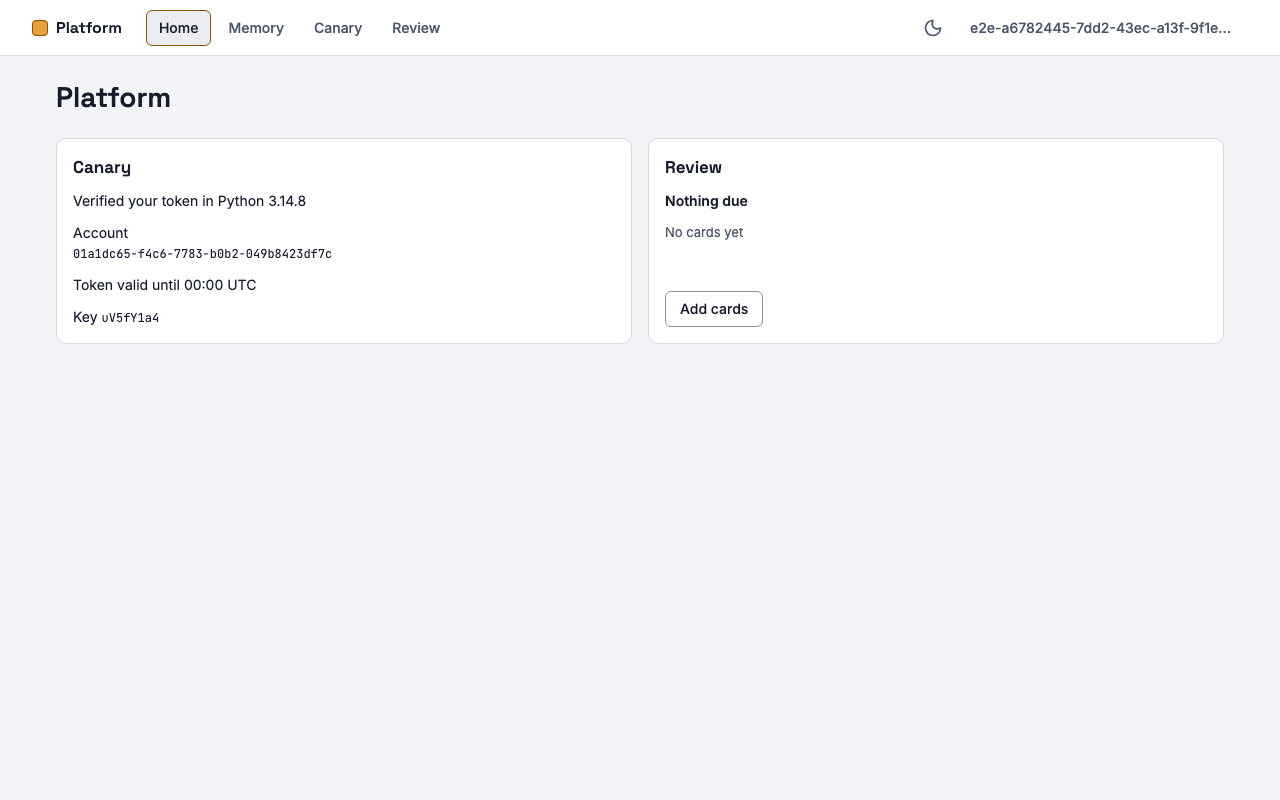 Platform
Home
Memory
Canary
Review
e2e-a6782445-7dd2-43ec-a13f-9f1e...
Platform
Canary
Verified your token in Python 3.14.8
Account
01a1dc65-f4c6-7783-b0b2-049b8423df7c
Token valid until 00:00 UTC
Key uV5fY1a4
Review
Nothing due
No cards yet
Add cards